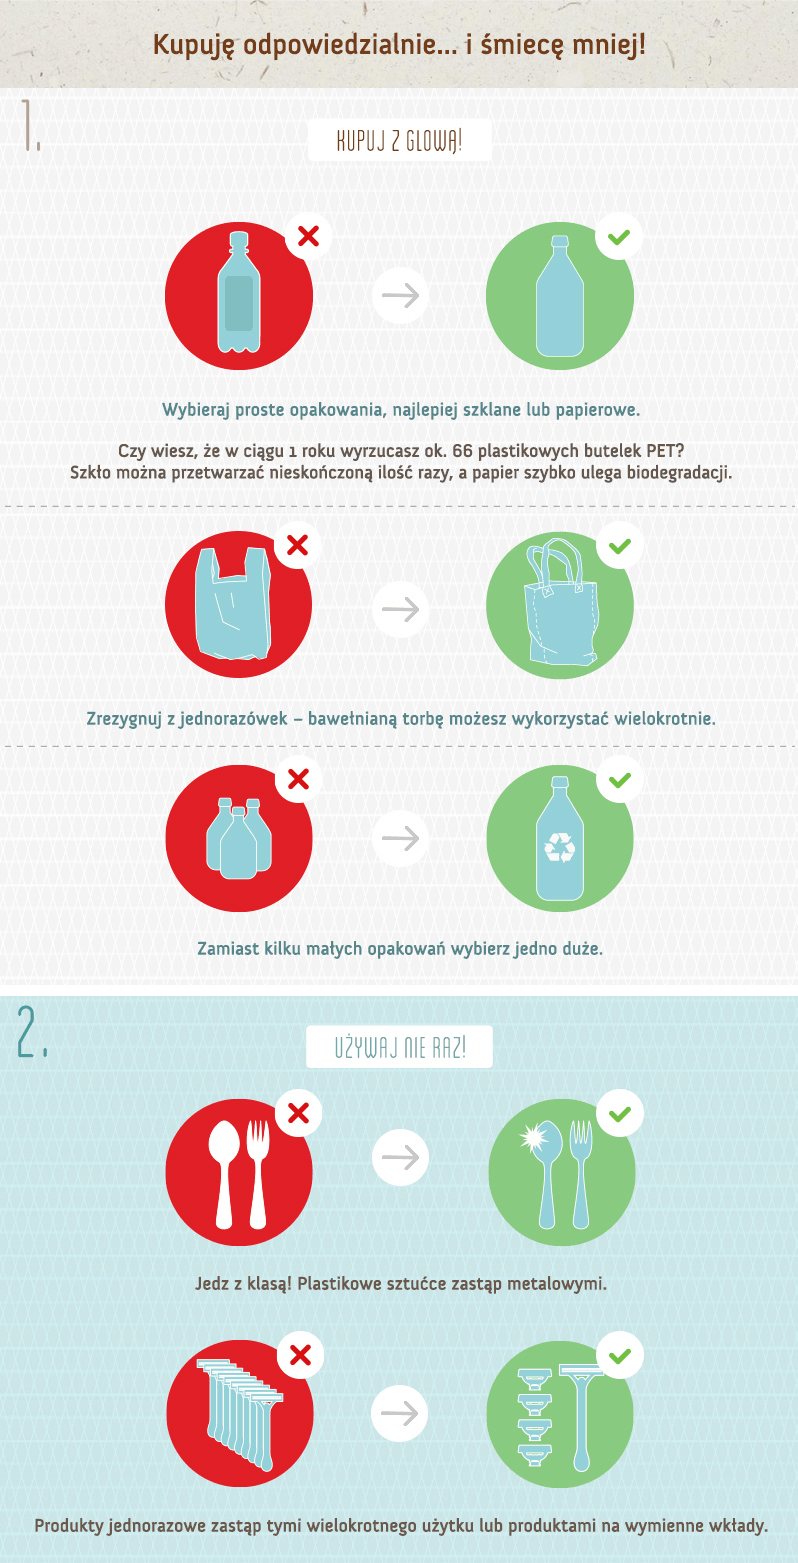 Kupuję odpowiedzialnie... i śmiecę mniej!
1.
KUPUJ Z GLOWĄ!
Wybieraj proste opakowania, najlepiej szklane lub papierowe.
Czy wiesz, że w ciągu 1 roku wyrzucasz ok. 66 plastikowych butelek PET?
Szkło można przetwarzać nieskończoną ilość razy, a papier szybko ulega biodegradacji.
Zrezygnuj z jednorazówek – bawełnianą torbę możesz wykorzystać wielokrotnie.
Zamiast kilku małych opakowań wybierz jedno duże.
2.
UŻYWAJ NIE RAZ!
Jedz z klasą! Plastikowe sztućce zastąp metalowymi.
Produkty jednorazowe zastąp tymi wielokrotnego użytku lub produktami na wymienne wkłady.